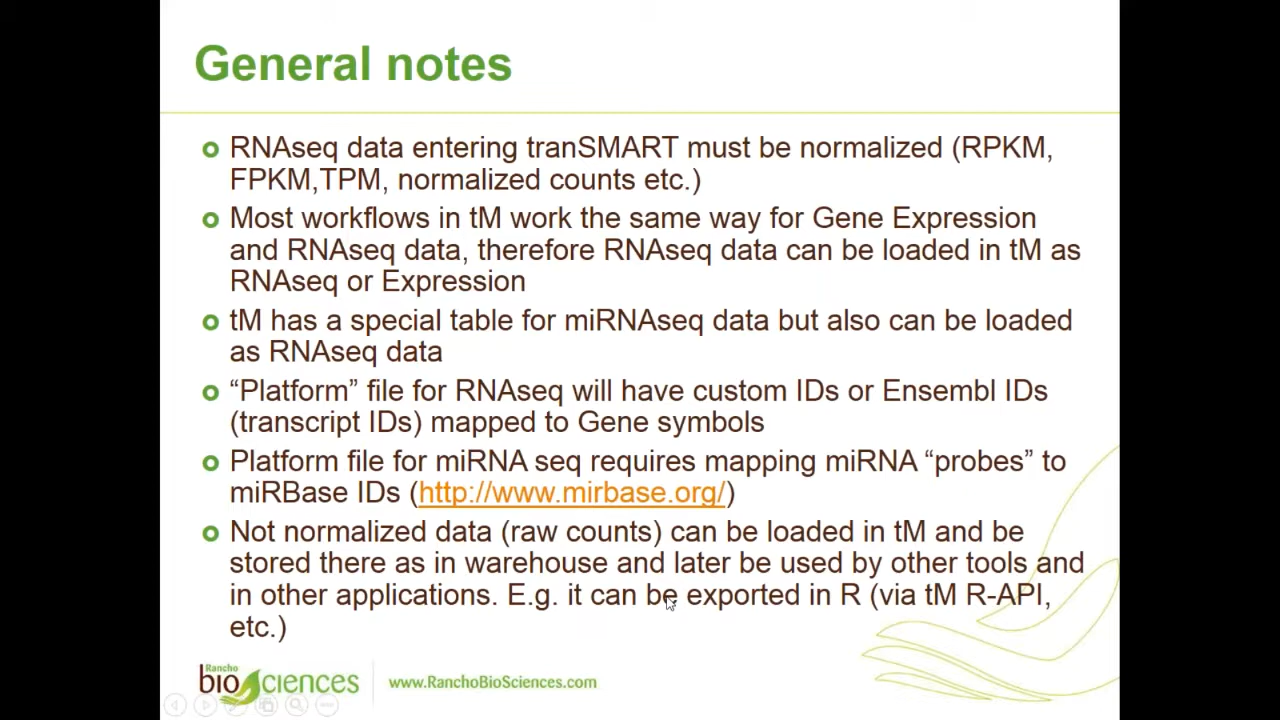 General notes
RNAseq data entering tranSMART must be normalized (RPKM,
FPKM,TPM, normalized counts etc.)
Most workflows in tM work the same way for Gene Expression
and RNAseq data, therefore RNAseq data can be loaded in tM as
RNAseq or Expression
tM has a special table for miRNAseq data but also can be loaded
as RNAseq data
“Platform” file for RNAseq will have custom IDs or Ensembl IDs
(transcript IDs) mapped to Gene symbols
Platform file for miRNA seq requires mapping miRNA “probes” to
miRBase IDs (http://www.mirbase.org/)
Not normalized data (raw counts) can be loaded in tM and be
stored there as in warehouse and later be used by other tools and
in other applications. E.g. it can be exported in R (via tM R-API,
etc.)
Rancho
bioSciences
www.RanchoBioSciences.com